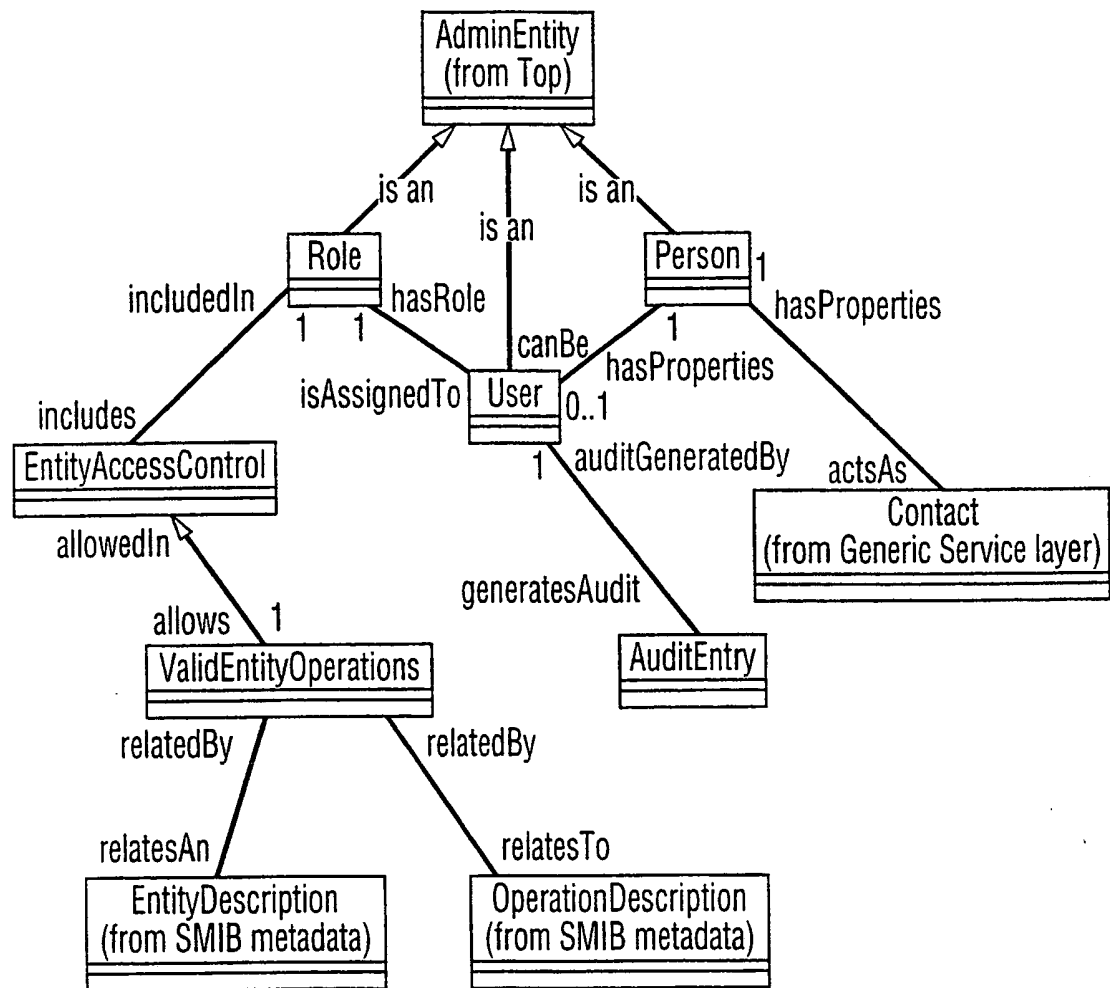 AdminEntity
(from Top)
is an
is an
is an
Role
Person
1
includedIn
hasRole
hasProperties
1
1
1
canBe
hasProperties
isAssignedTo
User
0..1
includes
1
auditGeneratedBy
EntityAccessControl
actsAs
Contact
(from Generic Service layer)
allowedIn
generatesAudit
allows
1
ValidEntityOperations
AuditEntry
relatedBy
relatedBy
relatesAn
relatesTo
EntityDescription
(from SMIB metadata)
OperationDescription
(from SMIB metadata)